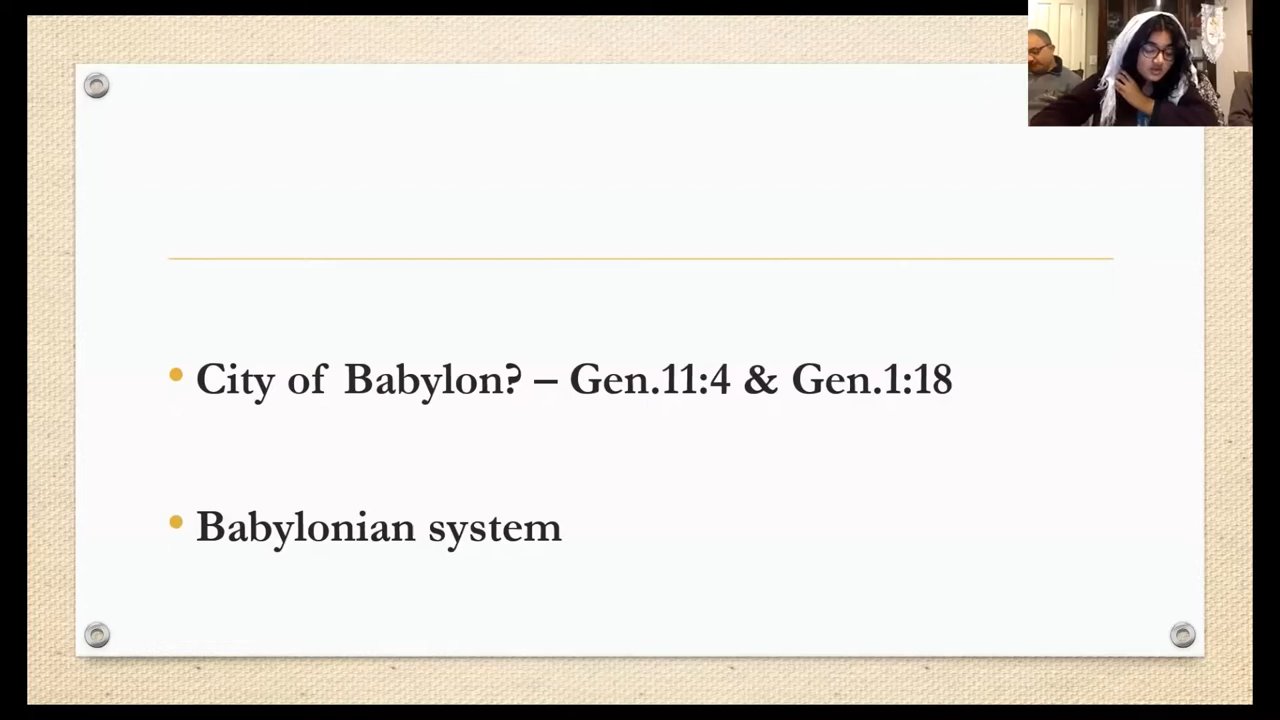 • City of Babylon? – Gen.11:4 & Gen.1:18
• Babylonian system